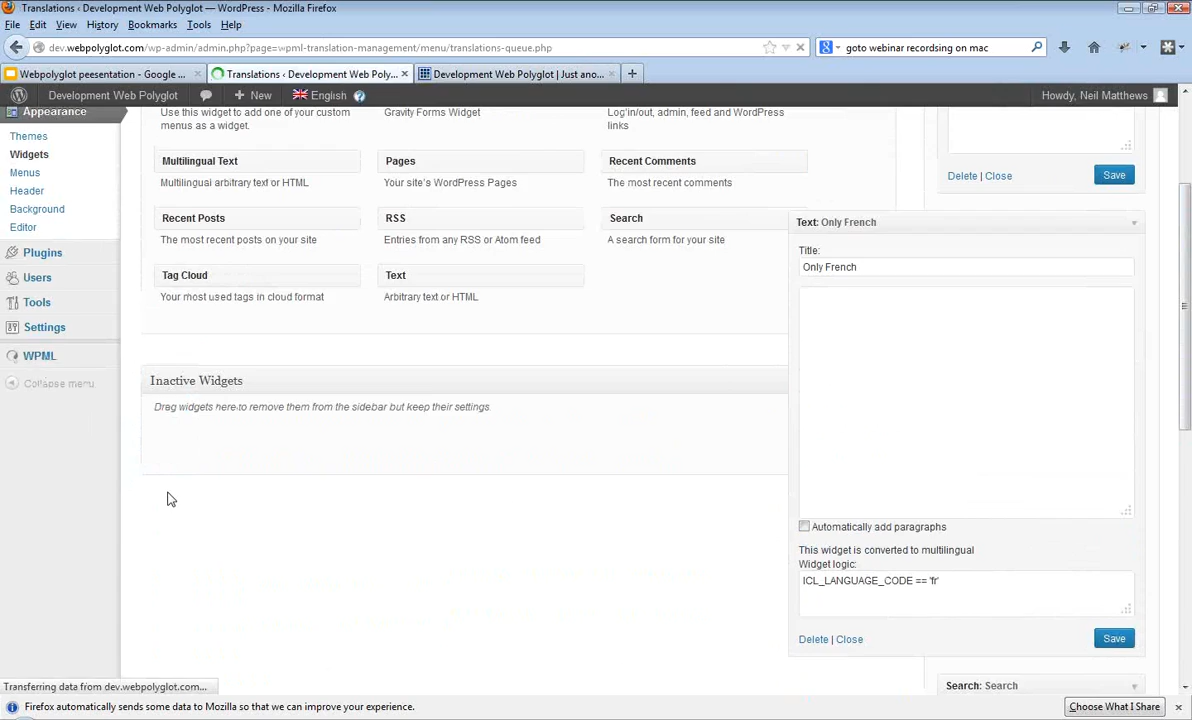 Translations ‹ Development Web Polyglot — WordPress - Mozilla Firefox
File Edit View History Bookmarks Tools Help
dev.webpolyglot.com/wp-admin/admin.php?page=wpml-translation-management/menu/translations-queue.php
goto webinar recordsing on mac
Webpolyglot peesentation - Google ...
Translations ‹ Development Web Poly...
Development Web Polyglot | Just ano...
Development Web Polyglot
New
English
Howdy, Neil Matthews
Appearance
Themes
Widgets
Menus
Header
Background
Editor
Plugins
Users
Tools
Settings
WPML
Collapse menu
Use this widget to add one of your custom
menus as a widget.
Gravity Forms Widget
Log in/out, admin, feed and WordPress
links
Multilingual Text
Multilingual arbitrary text or HTML
Pages
Your site's WordPress Pages
Recent Comments
The most recent comments
Recent Posts
The most recent posts on your site
RSS
Entries from any RSS or Atom feed
Search
A search form for your site
Tag Cloud
Your most used tags in cloud format
Text
Arbitrary text or HTML
Inactive Widgets
Drag widgets here to remove them from the sidebar but keep their settings.
Delete | Close
Save
Text: Only French
Title:
Only French
Automatically add paragraphs
This widget is converted to multilingual
Widget logic:
ICL_LANGUAGE_CODE == 'fr'
Delete | Close
Save
Search: Search
Transferring data from dev.webpolyglot.com...
Firefox automatically sends some data to Mozilla so that we can improve your experience.
Choose What I Share